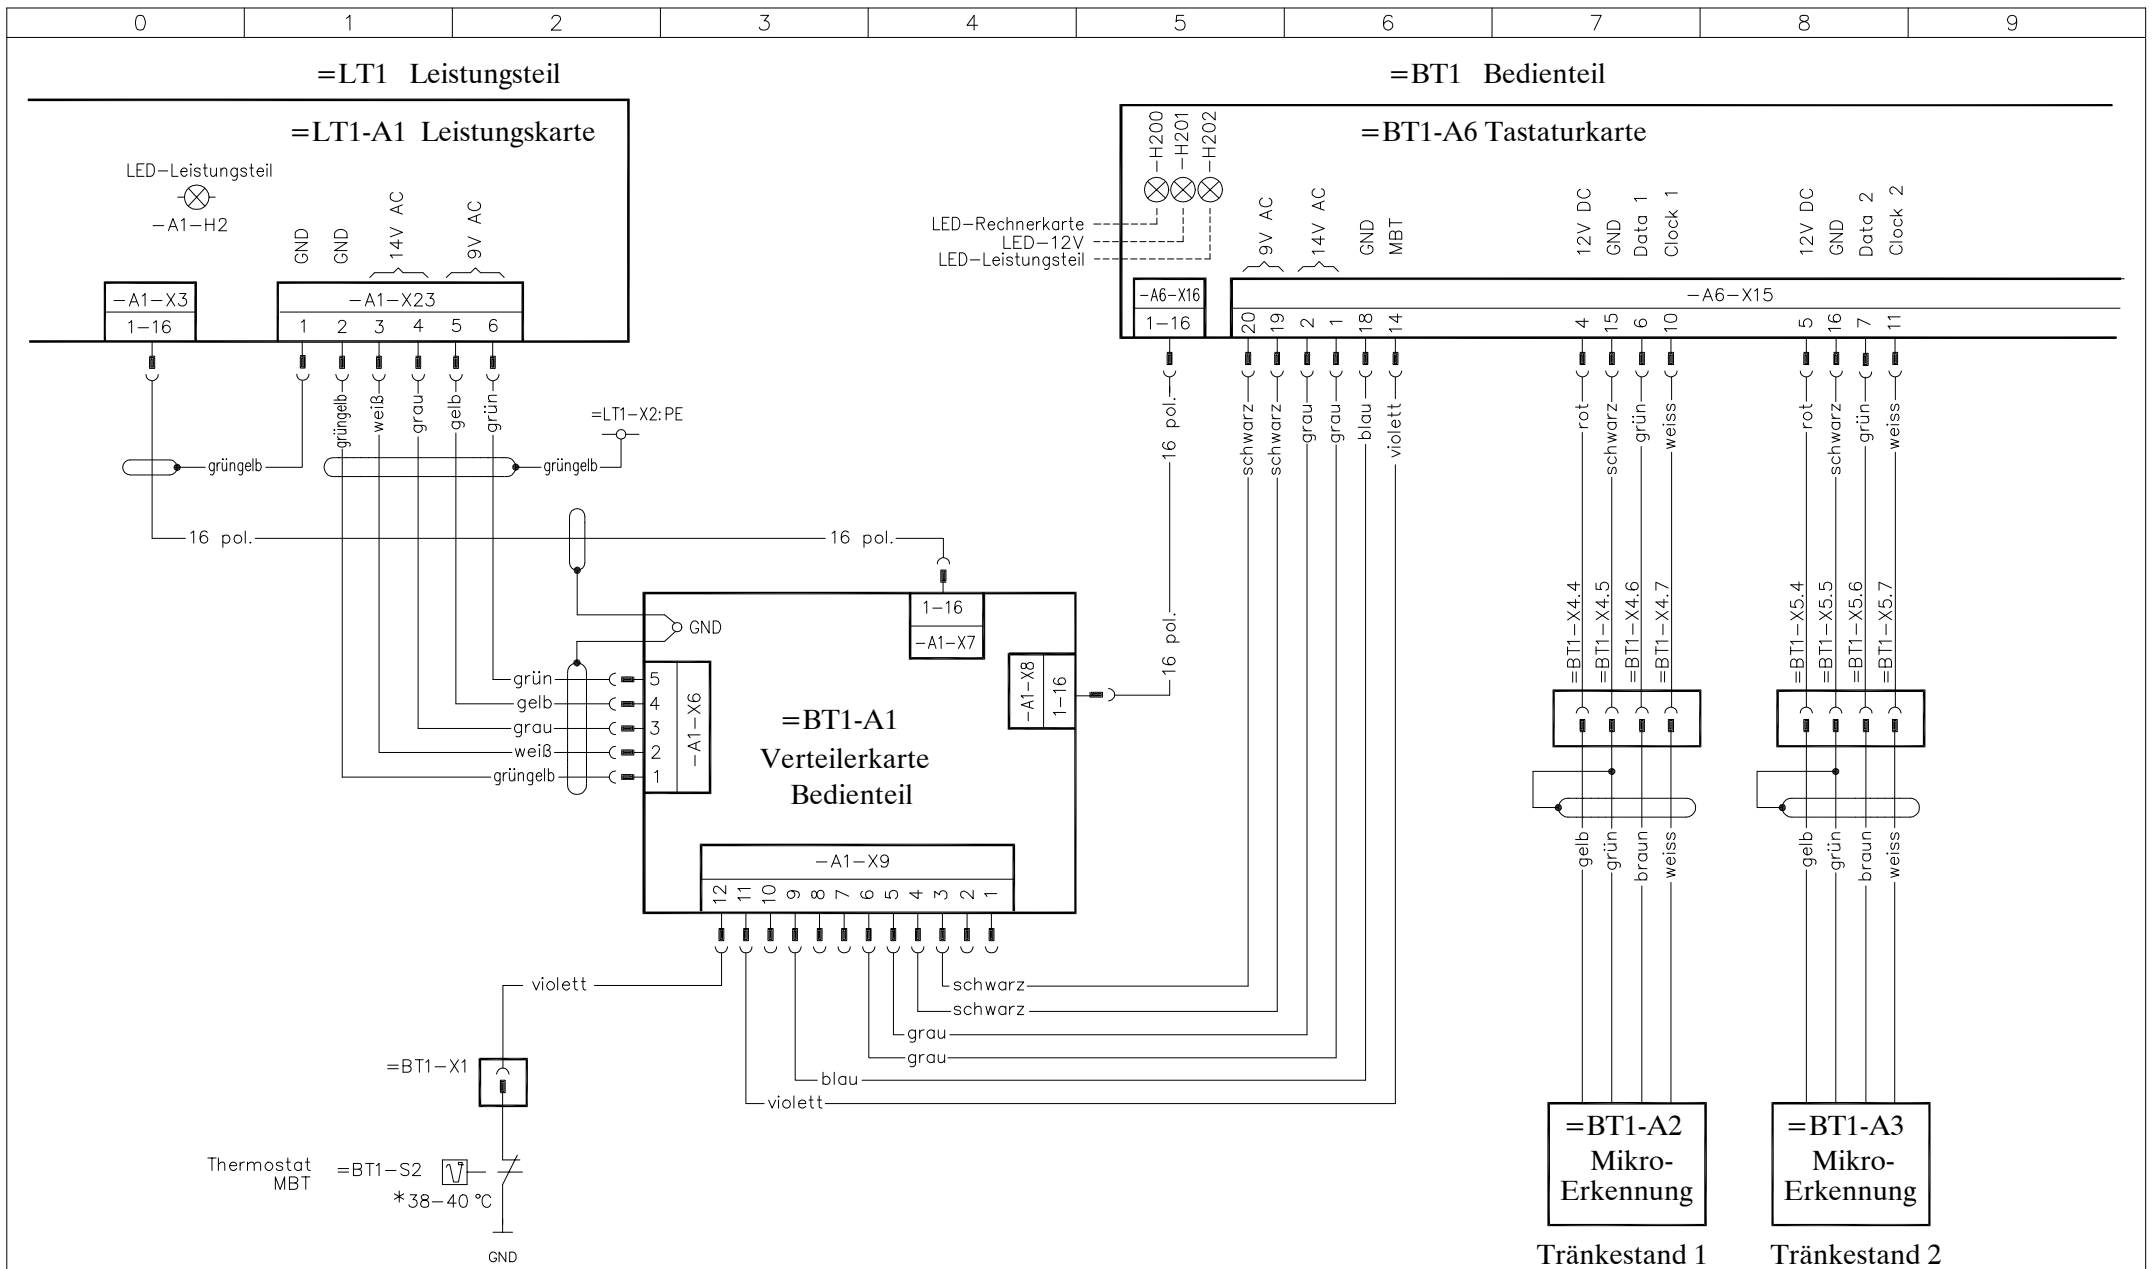 0 1 2 3 4 5 6 7 8 9
=LT1 Leistungsteil
=LT1-A1 Leistungskarte
LED-Leistungsteil
-A1-H2
GND
GND
14V AC
9V AC
-A1-X3
1-16
-A1-X23
1 2 3 4 5 6
grüngelb
weiß
grau
gelb
grün
=LT1-X2:PE
grüngelb
grüngelb
16 pol.
16 pol.
=BT1 Bedienteil
=BT1-A6 Tastaturkarte
-H200
-H201
-H202
LED-Rechnerkarte
LED-12V
LED-Leistungsteil
9V AC
14V AC
GND
MBT
12V DC
GND
Data 1
Clock 1
12V DC
GND
Data 2
Clock 2
-A6-X16
1-16
-A6-X15
20 19 2 1 18 14 4 15 6 10 5 16 7 11
16 pol.
schwarz
schwarz
grau
grau
blau
violett
rot
schwarz
grün
weiss
rot
schwarz
grün
weiss
16 pol.
GND
1-16
-A1-X7
-A1-X8
1-16
grün
gelb
grau
weiß
grüngelb
5
4
3
2
1
-A1-X6
=BT1-A1
Verteilerkarte
Bedienteil
-A1-X9
12 11 10 9 8 7 6 5 4 3 2 1
violett
schwarz
schwarz
grau
grau
blau
violett
=BT1-X1
Thermostat
MBT
=BT1-S2
*38-40 °C
GND
=BT1-X4.4
=BT1-X4.5
=BT1-X4.6
=BT1-X4.7
=BT1-X5.4
=BT1-X5.5
=BT1-X5.6
=BT1-X5.7
gelb
grün
braun
weiss
gelb
grün
braun
weiss
=BT1-A2
Mikro-
Erkennung
Tränkestand 1
=BT1-A3
Mikro-
Erkennung
Tränkestand 2